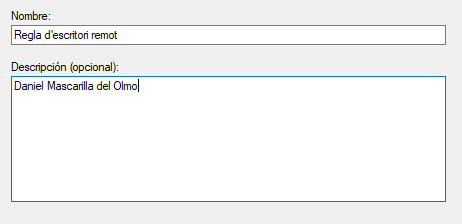 Nombre:
Regla d'escritori remot
Descripción (opcional):
Daniel Mascarilla del Olmo